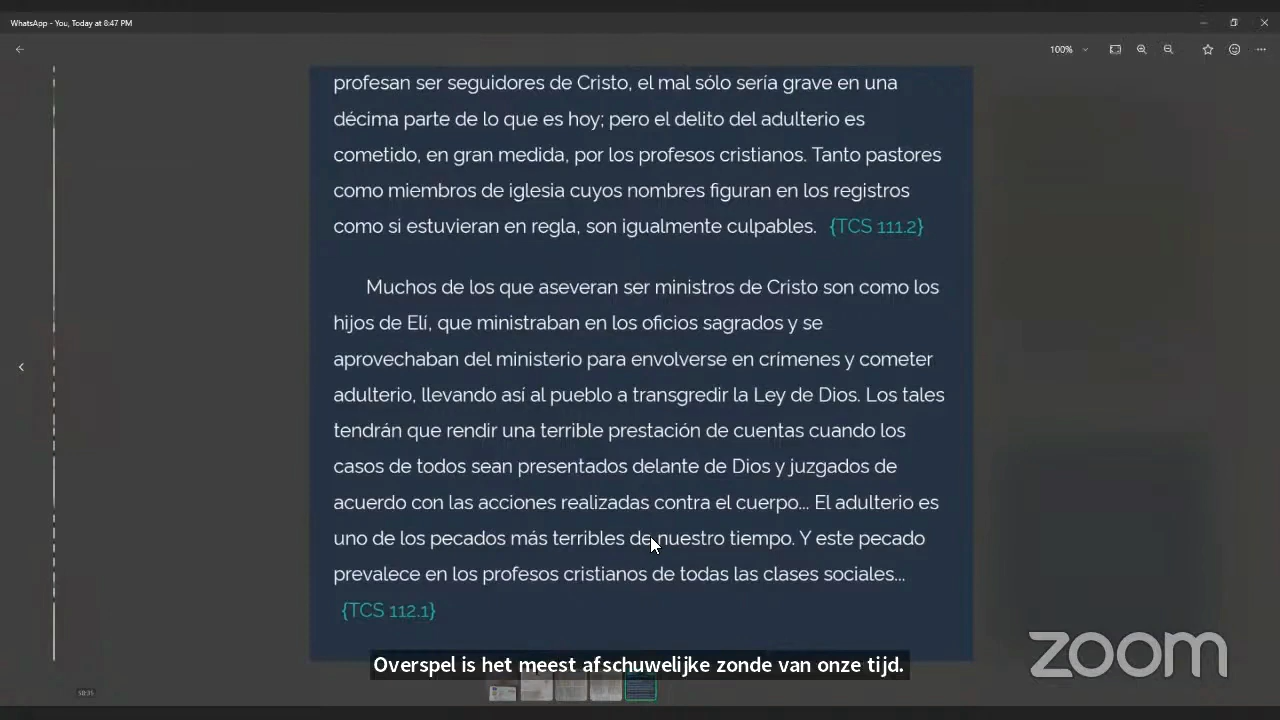 WhatsApp - You, Today at 8:47 PM
100%
profesan ser seguidores de Cristo, el mal sólo sería grave en una
décima parte de lo que es hoy; pero el delito del adulterio es
cometido, en gran medida, por los profesos cristianos. Tanto pastores
como miembros de iglesia cuyos nombres figuran en los registros
como si estuvieran en regla, son igualmente culpables. {TCS 111.2}
Muchos de los que aseveran ser ministros de Cristo son como los
hijos de Elí, que ministraban en los oficios sagrados y se
aprovechaban del ministerio para envolverse en crímenes y cometer
adulterio, llevando así al pueblo a transgredir la Ley de Dios. Los tales
tendrán que rendir una terrible prestación de cuentas cuando los
casos de todos sean presentados delante de Dios y juzgados de
acuerdo con las acciones realizadas contra el cuerpo... El adulterio es
uno de los pecados más terribles de nuestro tiempo. Y este pecado
prevalece en los profesos cristianos de todas las clases sociales...
{TCS 112.1}
Overspel is het meest afschuwelijke zonde van onze tijd.
zoom